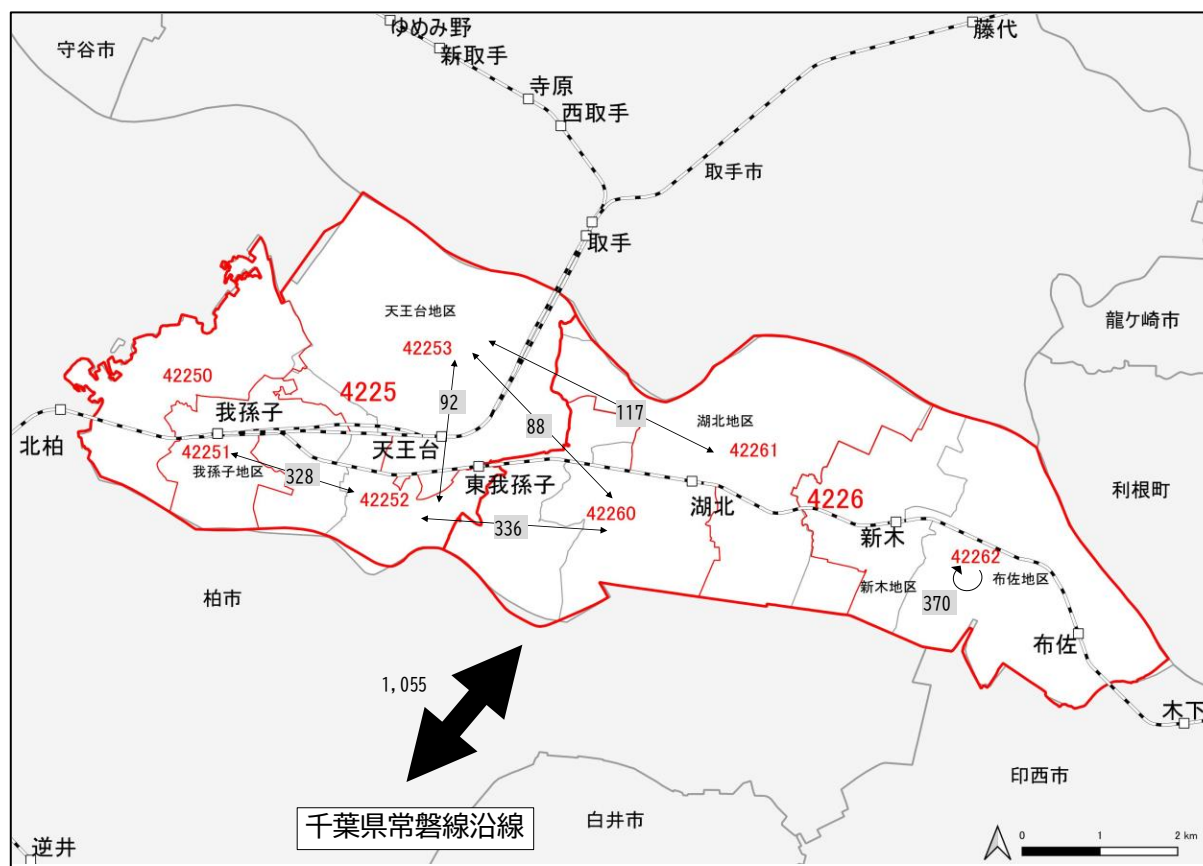 ゆめみ野
藤代
守谷市
新取手
寺原
西取手
取手市
取手
龍ケ崎市
天王台地区
42253
42250
4225
92
117
湖北地区
我孫子
88
北柏
天王台
42251
42261
我孫子地区
328
東我孫子
42252
湖北
4226
利根町
42260
336
新木
42262
新木地区
布佐地区
柏市
370
布佐
1,055
木下
印西市
千葉県常磐線沿線
白井市
逆井
0 1 2 km